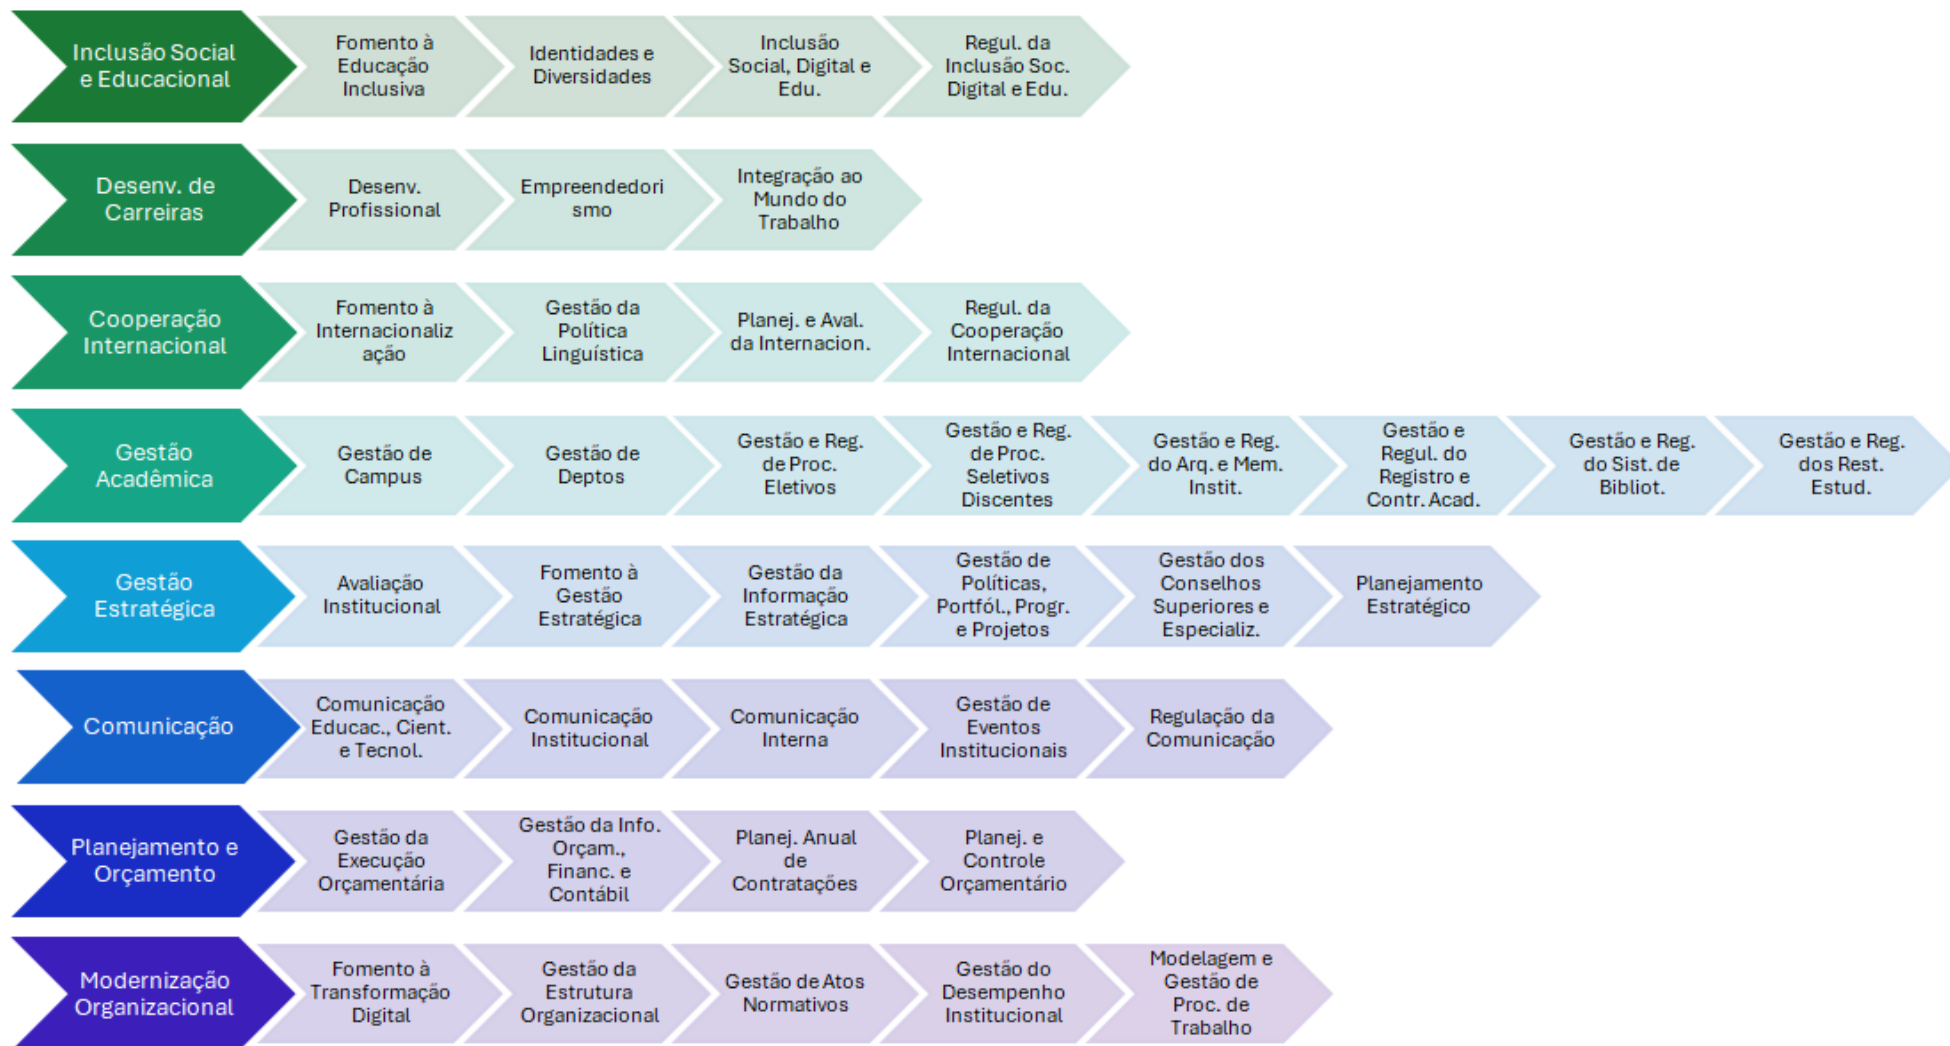 Inclusão Social
e Educacional
Fomento à
Educação
Inclusiva
Identidades e
Diversidades
Inclusão
Social, Digital e
Edu.
Regul. da
Inclusão Soc.
Digital e Edu.
Desenv. de
Carreiras
Desenv.
Profissional
Empreendedori
smo
Integração ao
Mundo do
Trabalho
Cooperação
Internacional
Fomento à
Internacionaliz
ação
Gestão da
Política
Linguística
Planej. e Aval.
da Internacion.
Regul. da
Cooperação
Internacional
Gestão
Acadêmica
Gestão de
Campus
Gestão de
Deptos
Gestão e Reg.
de Proc.
Eletivos
Gestão e Reg.
de Proc.
Seletivos
Discentes
Gestão e Reg.
do Arq. e Mem.
Instit.
Gestão e
Regul. do
Registro e
Contr. Acad.
Gestão e Reg.
do Sist. de
Bibliot.
Gestão e Reg.
dos Rest.
Estud.
Gestão
Estratégica
Avaliação
Institucional
Fomento à
Gestão
Estratégica
Gestão da
Informação
Estratégica
Gestão de
Políticas,
Portfól., Progr.
e Projetos
Gestão dos
Conselhos
Superiores e
Especializ.
Planejamento
Estratégico
Comunicação
Comunicação
Educac., Cient.
e Tecnol.
Comunicação
Institucional
Comunicação
Interna
Gestão de
Eventos
Institucionais
Regulação da
Comunicação
Planejamento e
Orçamento
Gestão da
Execução
Orçamentária
Gestão da Info.
Orçam.,
Financ. e
Contábil
Planej. Anual
de
Contratações
Planej. e
Controle
Orçamentário
Modernização
Organizacional
Fomento à
Transformação
Digital
Gestão da
Estrutura
Organizacional
Gestão de Atos
Normativos
Gestão do
Desempenho
Institucional
Modelagem e
Gestão de
Proc. de
Trabalho